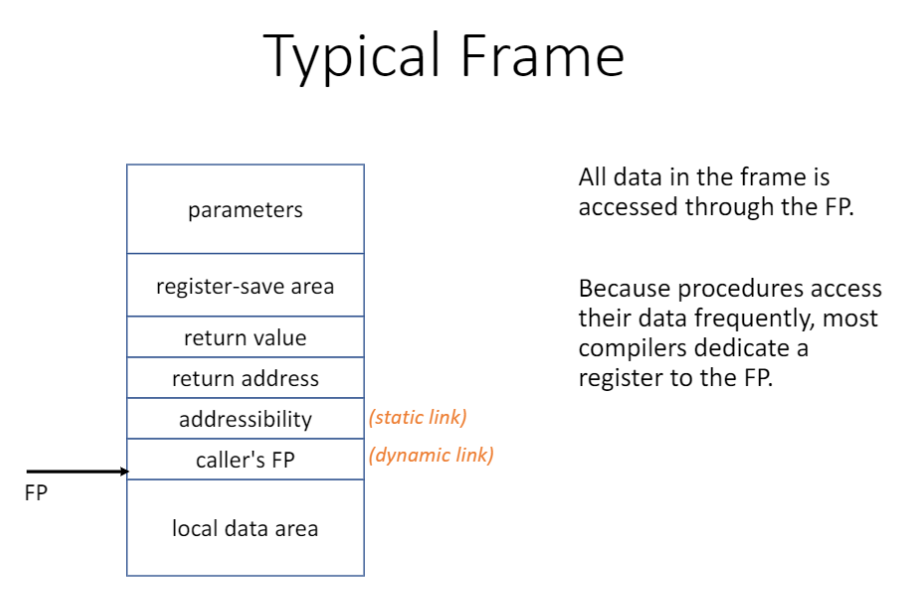 Typical Frame
parameters
register-save area
return value
return address
addressibility
(static link)
caller's FP
(dynamic link)
FP
local data area
All data in the frame is
accessed through the FP.
Because procedures access
their data frequently, most
compilers dedicate a
register to the FP.